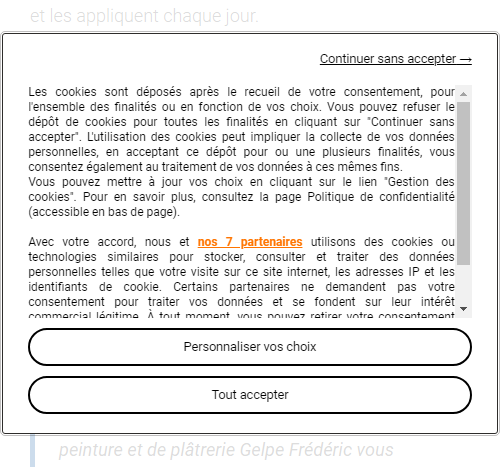 et les appliquent chaque jour.
Continuer sans accepter →
Les cookies sont déposés après le recueil de votre consentement, pour
l'ensemble des finalités ou en fonction de vos choix. Vous pouvez refuser le
dépôt de cookies pour toutes les finalités en cliquant sur "Continuer sans
accepter". L'utilisation des cookies peut impliquer la collecte de vos données
personnelles, en acceptant ce dépôt pour ou une plusieurs finalités, vous
consentez également au traitement de vos données à ces mêmes fins.
Vous pouvez mettre à jour vos choix en cliquant sur le lien "Gestion des
cookies". Pour en savoir plus, consultez la page Politique de confidentialité
(accessible en bas de page).
Avec votre accord, nous et nos 7 partenaires utilisons des cookies ou
technologies similaires pour stocker, consulter et traiter des données
personnelles telles que votre visite sur ce site internet, les adresses IP et les
identifiants de cookie. Certains partenaires ne demandent pas votre
consentement pour traiter vos données et se fondent sur leur intérêt
commercial légitime. À tout moment, vous pouvez retirer votre consentement
Personnaliser vos choix
Tout accepter
peinture et de plâtrerie Gelpe Frédéric vous